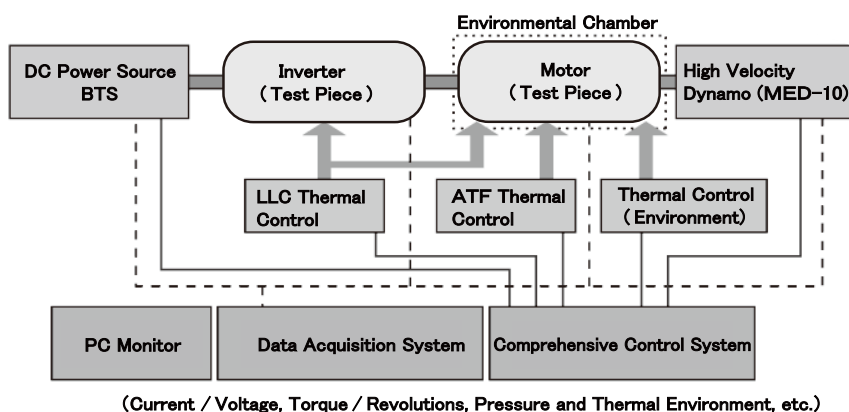 Environmental Chamber
DC Power Source
BTS
Inverter
(Test Piece)
Motor
(Test Piece)
High Velocity
Dynamo (MED-10)
LLC Thermal
Control
ATF Thermal
Control
Thermal Control
(Environment)
PC Monitor
Data Acquisition System
Comprehensive Control System
(Current / Voltage, Torque / Revolutions, Pressure and Thermal Environment, etc.)